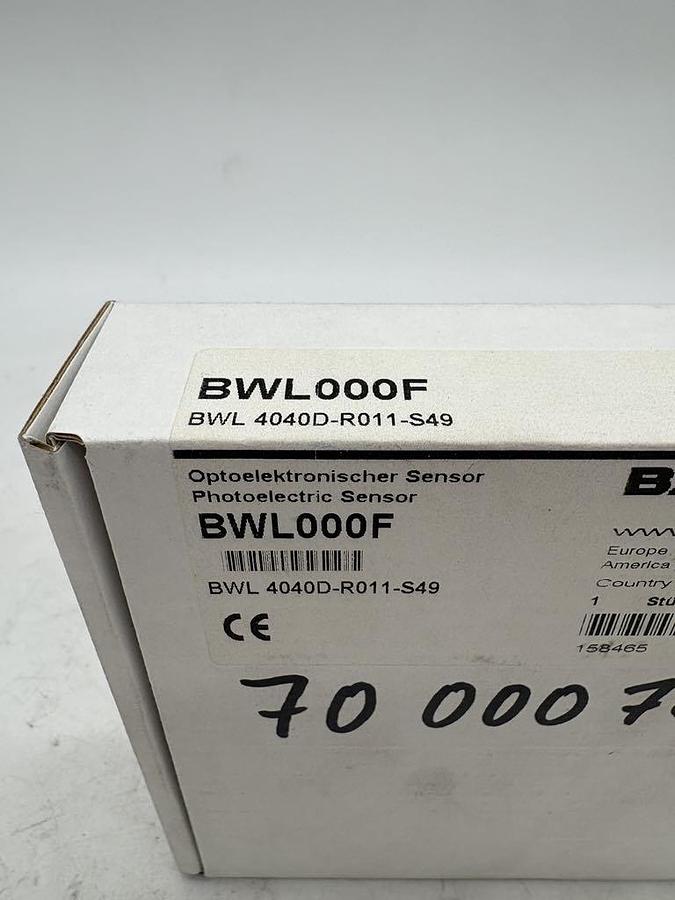 BWL000F
BWL 4040D-R011-S49
Optoelektronischer Sensor
Photoelectric Sensor
BWL000F
BWL 4040D-R011-S49
CE
Europe,
America
Country
1
158465
70 000